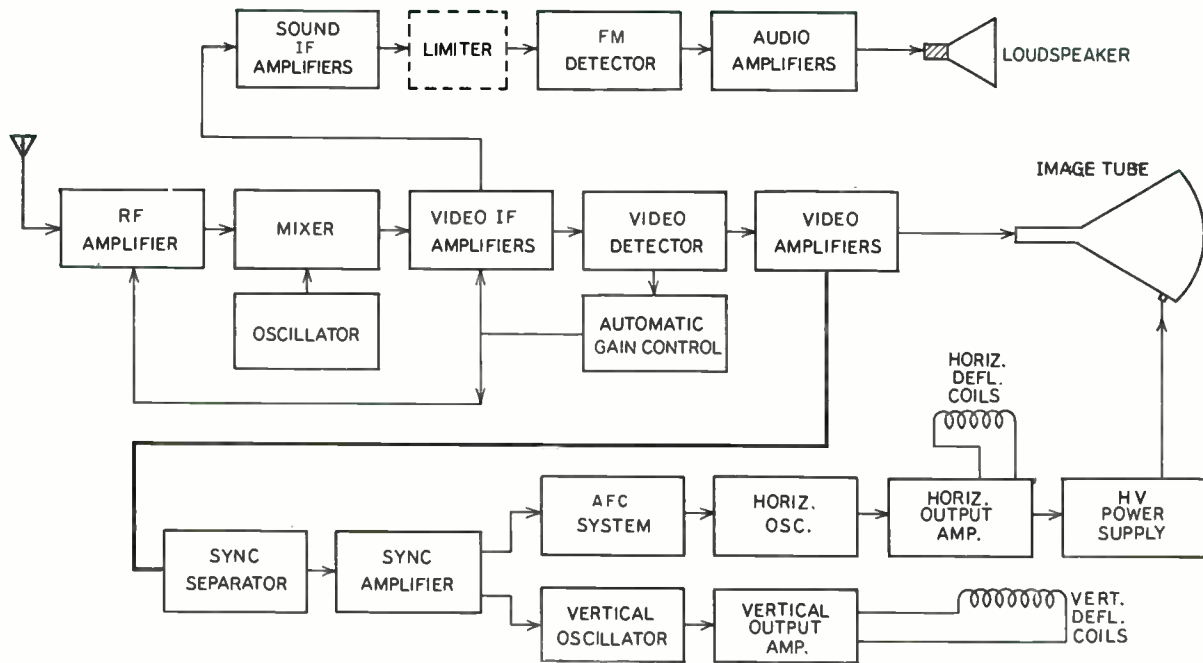 SOUND
IF
AMPLIFIERS
LIMITER
FM
DETECTOR
AUDIO
AMPLIFIERS
LOUDSPEAKER
IMAGE TUBE
RF
AMPLIFIER
MIXER
VIDEO IF
AMPLIFIERS
VIDEO
DETECTOR
VIDEO
AMPLIFIERS
OSCILLATOR
AUTOMATIC
GAIN CONTROL
HORIZ.
DEFL.
COILS
AFC
SYSTEM
HORIZ.
OSC.
HORIZ.
OUTPUT
AMP.
HV
POWER
SUPPLY
SYNC
SEPARATOR
SYNC
AMPLIFIER
VERTICAL
OSCILLATOR
VERTICAL
OUTPUT
AMP.
VERT.
DEFL.
COILS